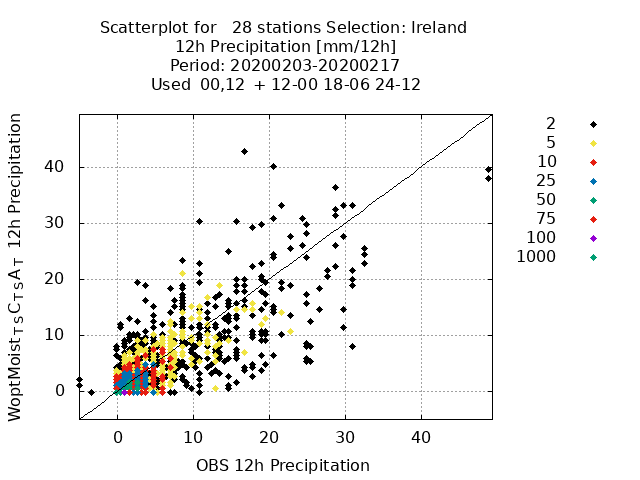 Scatterplot for   28 stations Selection: Ireland
12h Precipitation [mm/12h]
Period: 20200203-20200217
Used  00,12  + 12-00 18-06 24-12
WoptMoist_T S C_T S A_T  12h Precipitation
2
5
10
25
50
75
100
1000
40
30
20
10
0
0 10 20 30 40
OBS 12h Precipitation